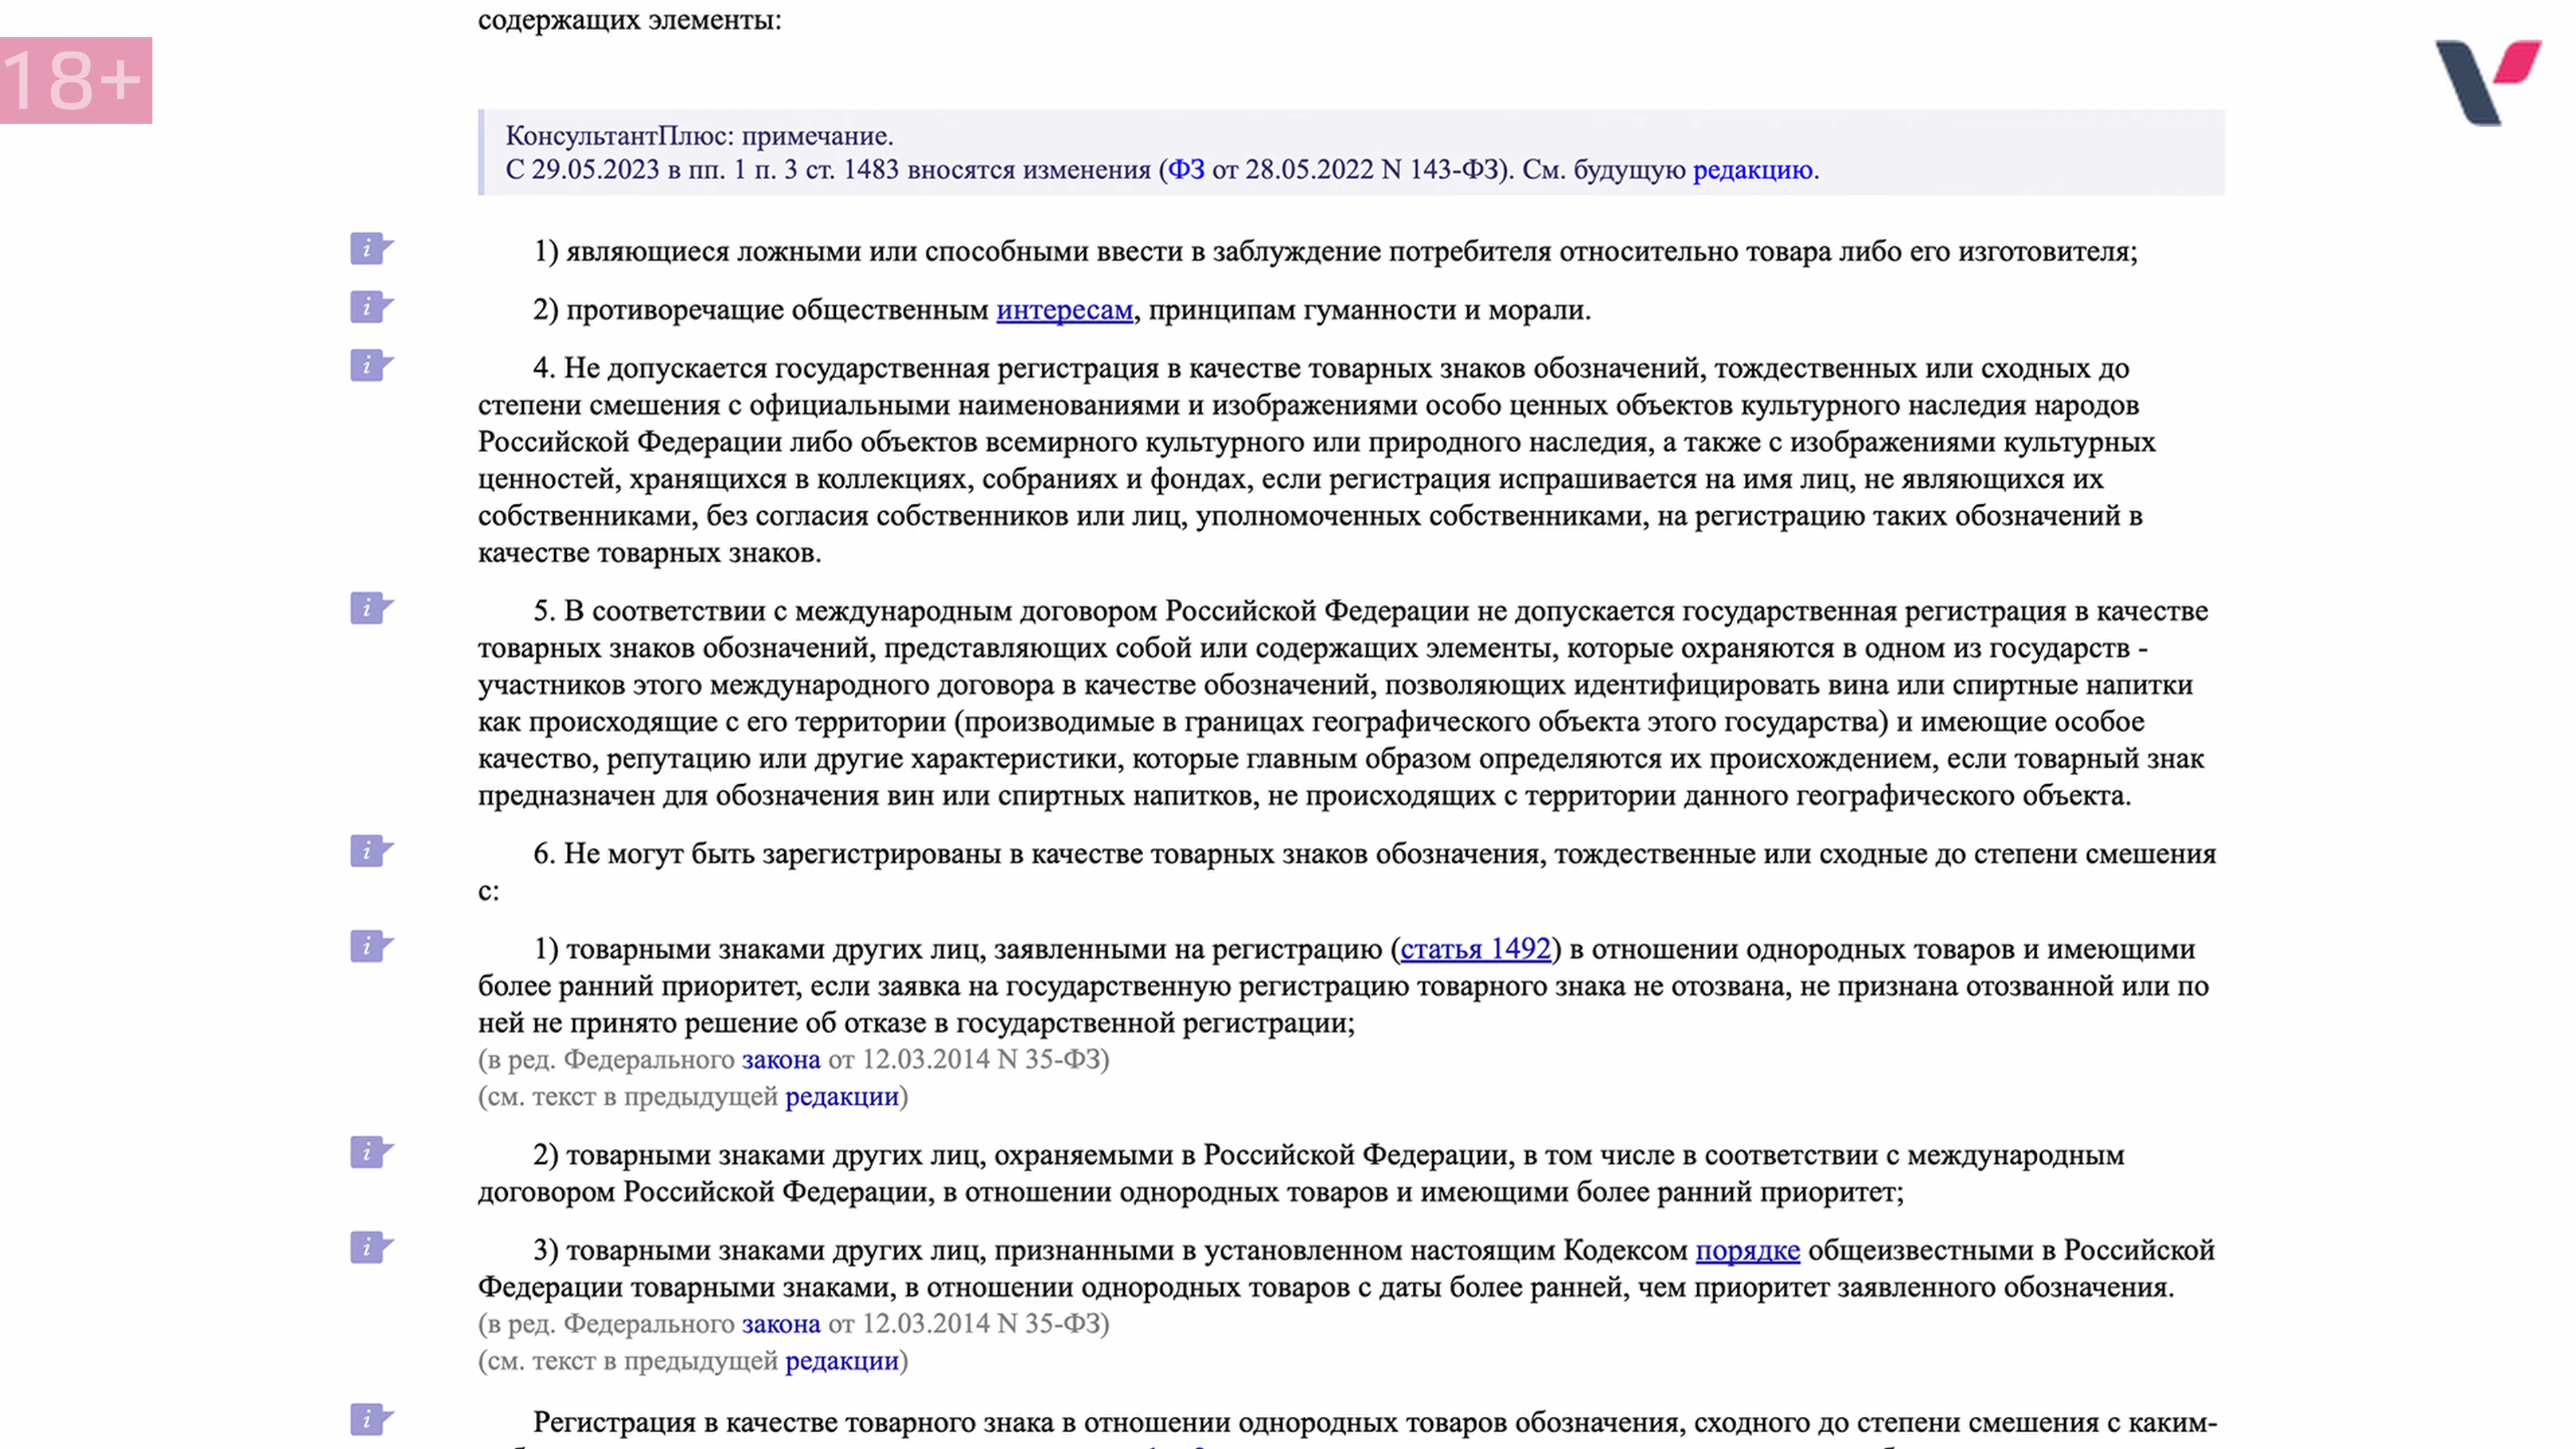 содержащих элементы:
18+
КонсультантПлюс: примечание.
С 29.05.2023 в пп. 1 п. 3 ст. 1483 вносятся изменения (ФЗ от 28.05.2022 N 143-ФЗ). См. будущую редакцию.
1) являющиеся ложными или способными ввести в заблуждение потребителя относительно товара либо его изготовителя;
2) противоречащие общественным интересам, принципам гуманности и морали.
4. Не допускается государственная регистрация в качестве товарных знаков обозначений, тождественных или сходных до
степени смешения с официальными наименованиями и изображениями особо ценных объектов культурного наследия народов
Российской Федерации либо объектов всемирного культурного или природного наследия, а также с изображениями культурных
ценностей, хранящихся в коллекциях, собраниях и фондах, если регистрация испрашивается на имя лиц, не являющихся их
собственниками, без согласия собственников или лиц, уполномоченных собственниками, на регистрацию таких обозначений в
качестве товарных знаков.
5. В соответствии с международным договором Российской Федерации не допускается государственная регистрация в качестве
товарных знаков обозначений, представляющих собой или содержащих элементы, которые охраняются в одном из государств -
участников этого международного договора в качестве обозначений, позволяющих идентифицировать вина или спиртные напитки
как происходящие с его территории (производимые в границах географического объекта этого государства) и имеющие особое
качество, репутацию или другие характеристики, которые главным образом определяются их происхождением, если товарный знак
предназначен для обозначения вин или спиртных напитков, не происходящих с территории данного географического объекта.
6. Не могут быть зарегистрированы в качестве товарных знаков обозначения, тождественные или сходные до степени смешения
с:
1) товарными знаками других лиц, заявленными на регистрацию (статья 1492) в отношении однородных товаров и имеющими
более ранний приоритет, если заявка на государственную регистрацию товарного знака не отозвана, не признана отозванной или по
ней не принято решение об отказе в государственной регистрации;
(в ред. Федерального закона от 12.03.2014 N 35-ФЗ)
(см. текст в предыдущей редакции)
2) товарными знаками других лиц, охраняемыми в Российской Федерации, в том числе в соответствии с международным
договором Российской Федерации, в отношении однородных товаров и имеющими более ранний приоритет;
3) товарными знаками других лиц, признанными в установленном настоящим Кодексом порядке общеизвестными в Российской
Федерации товарными знаками, в отношении однородных товаров с даты более ранней, чем приоритет заявленного обозначения.
(в ред. Федерального закона от 12.03.2014 N 35-ФЗ)
(см. текст в предыдущей редакции)
Регистрация в качестве товарного знака в отношении однородных товаров обозначения, сходного до степени смешения с каким-